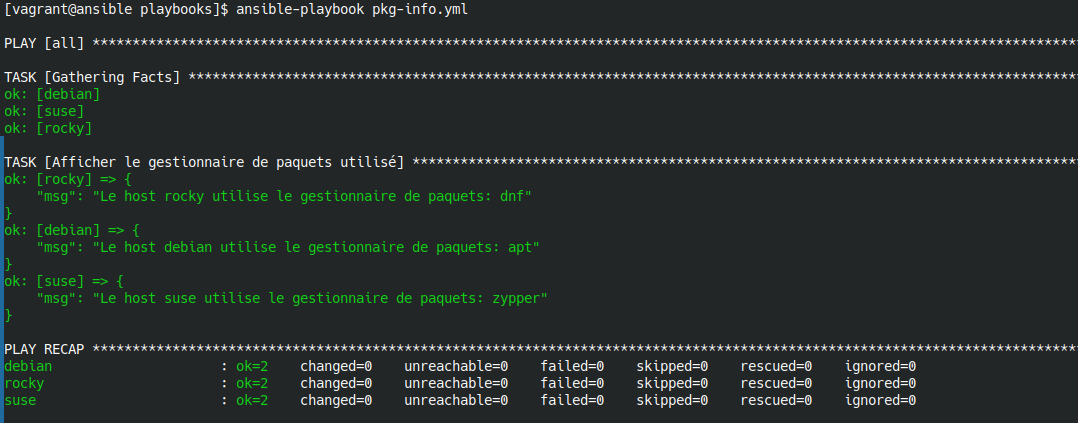 [vagrant@ansible playbooks]$ ansible-playbook pkg-info.yml
PLAY [all] ***************************************************************************************************************************
TASK [Gathering Facts] ***************************************************************************************************************
ok: [debian]
ok: [suse]
ok: [rocky]
TASK [Afficher le gestionnaire de paquets utilisé] ***********************************************************************************
ok: [rocky] => {
    "msg": "Le host rocky utilise le gestionnaire de paquets: dnf"
}
ok: [debian] => {
    "msg": "Le host debian utilise le gestionnaire de paquets: apt"
}
ok: [suse] => {
    "msg": "Le host suse utilise le gestionnaire de paquets: zypper"
}
PLAY RECAP ***************************************************************************************************************************
debian                     : ok=2    changed=0    unreachable=0    failed=0    skipped=0    rescued=0    ignored=0
rocky                      : ok=2    changed=0    unreachable=0    failed=0    skipped=0    rescued=0    ignored=0
suse                       : ok=2    changed=0    unreachable=0    failed=0    skipped=0    rescued=0    ignored=0